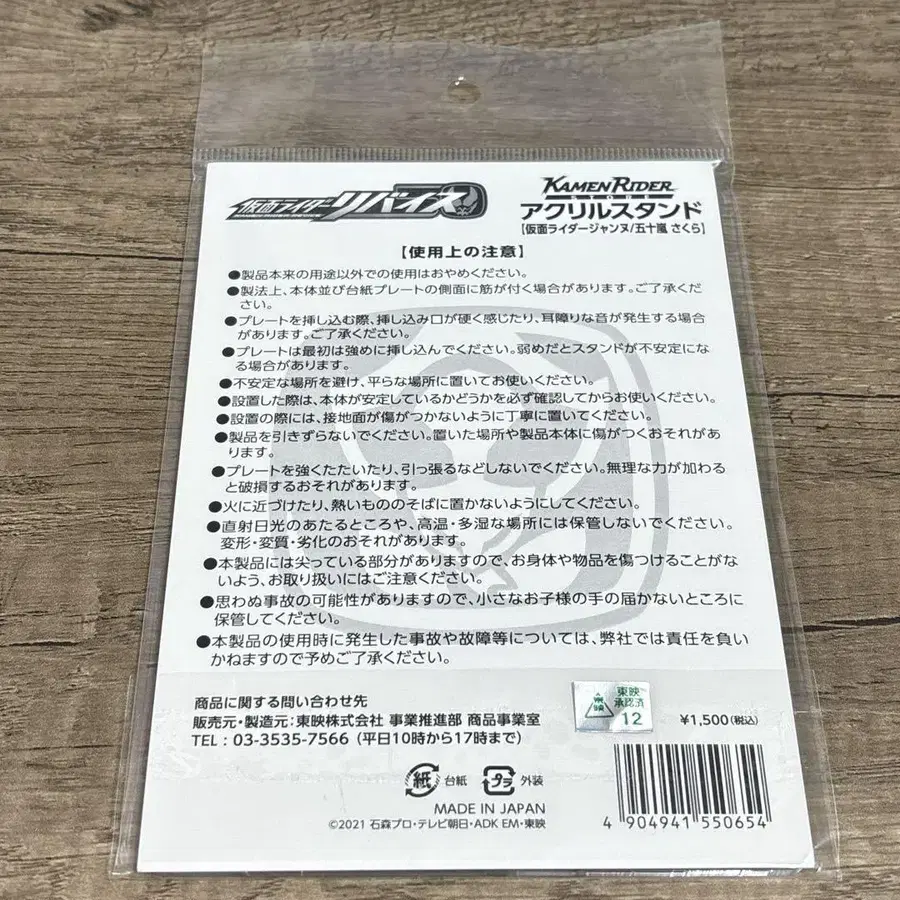 仮面ライダーリバイス
KAMEN RIDER
STORE
アクリルスタンド
【仮面ライダージャンヌ/五十嵐 さくら】
【使用上の注意】
●製品本来の用途以外での使用はおやめください。
●製法上、本体並び台紙プレートの側面に筋が付く場合があります。ご了承くだ
さい。
●プレートを挿し込む際、挿し込み口が硬く感じたり、耳障りな音が発生する場合
があります。ご了承ください。
●プレートは最初は強めに挿し込んでください。弱めだとスタンドが不安定にな
る場合があります。
●不安定な場所を避け、平らな場所に置いてお使いください。
●設置した際は、本体が安定しているかどうかを必ず確認してからお使いください。
●設置の際には、接地面が傷がつかないように丁寧に置いてください。
●製品を引きずらないでください。置いた場所や製品本体に傷がつくおそれがあ
ります。
●プレートを強くたたいたり、引っ張るなどしないでください。無理な力が加わる
と破損するおそれがあります。
●火に近づけたり、熱いもののそばに置かないようにしてください。
●直射日光のあたるところや、高温・多湿な場所には保管しないでください。
変形・変質・劣化のおそれがあります。
●本製品には尖っている部分がありますので、お身体や物品を傷つけることがな
いよう、お取り扱いにはご注意ください。
●思わぬ事故の可能性がありますので、小さなお子様の手の届かないところに
保管してください。
●本製品の使用時に発生した事故や故障等については、弊社では責任を負い
かねますので予めご了承ください。
商品に関する問い合わせ先
販売元・製造元：東映株式会社 事業推進部 商品事業室
TEL：03-3535-7566（平日10時から17時まで）
東映
東映
承認済
12
¥1,500(税込)
紙 台紙 プラ 外装
MADE IN JAPAN
©2021 石森プロ・テレビ朝日・ADK EM・東映
4 904941 550654